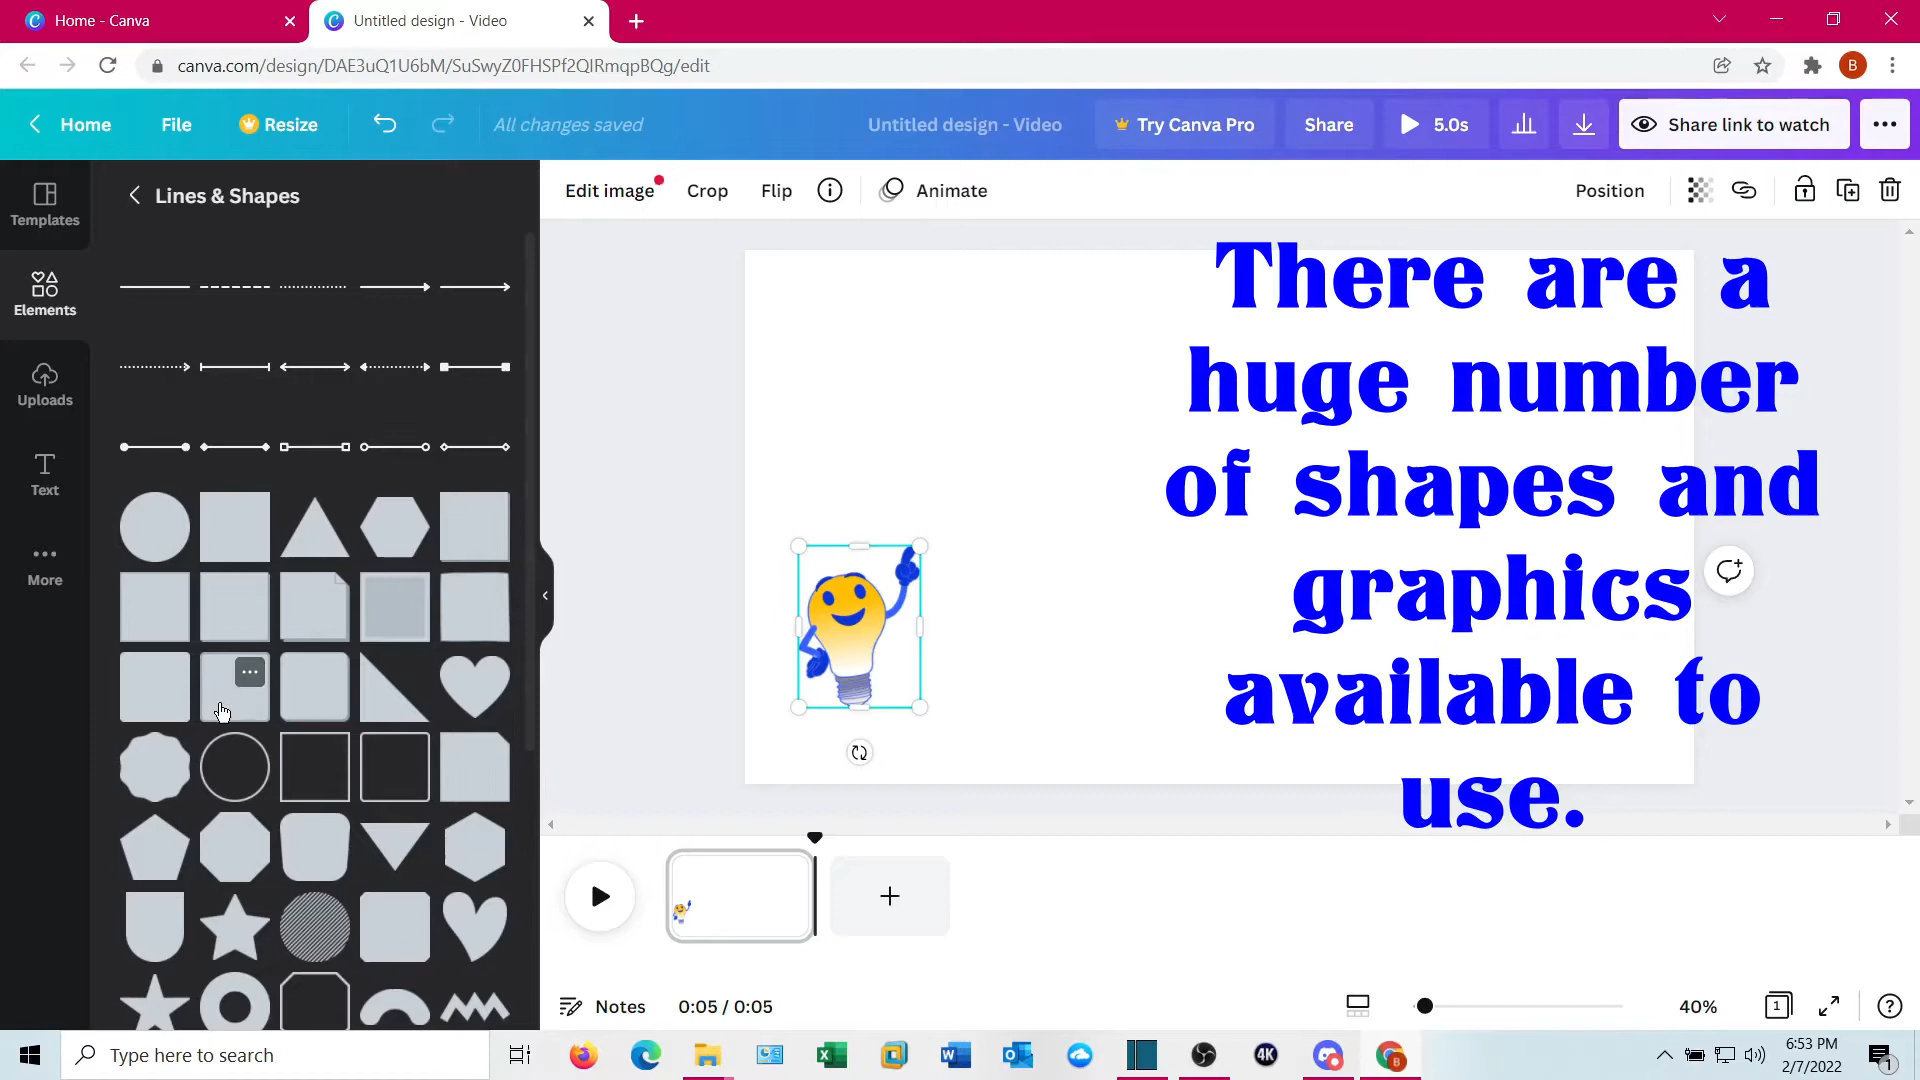 Home - Canva
Untitled design - Video
canva.com/design/DAE3uQ1U6bM/SuSwyZ0FHSPf2QIRmqpBQg/edit
B
Home
File
Resize
All changes saved
Untitled design - Video
Try Canva Pro
Share
5.0s
Share link to watch
Templates
Elements
Uploads
Text
More
Lines & Shapes
Edit image
Crop
Flip
Animate
Position
There are a
huge number
of shapes and
graphics
available to
use.
Notes
0:05 / 0:05
40%
1
Type here to search
4K
B
6:53 PM
2/7/2022
1